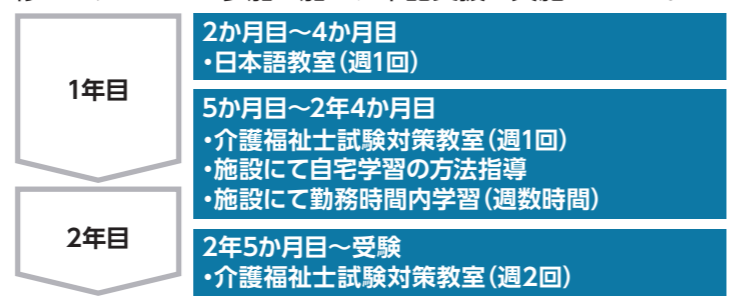 1年目
2か月目~4か月目
・日本語教室(週1回)
5か月目~2年4か月目
・介護福祉士試験対策教室(週1回)
・施設にて自宅学習の方法指導
・施設にて勤務時間内学習(週数時間)
2年目
2年5か月目~受験
・介護福祉士試験対策教室(週2回)